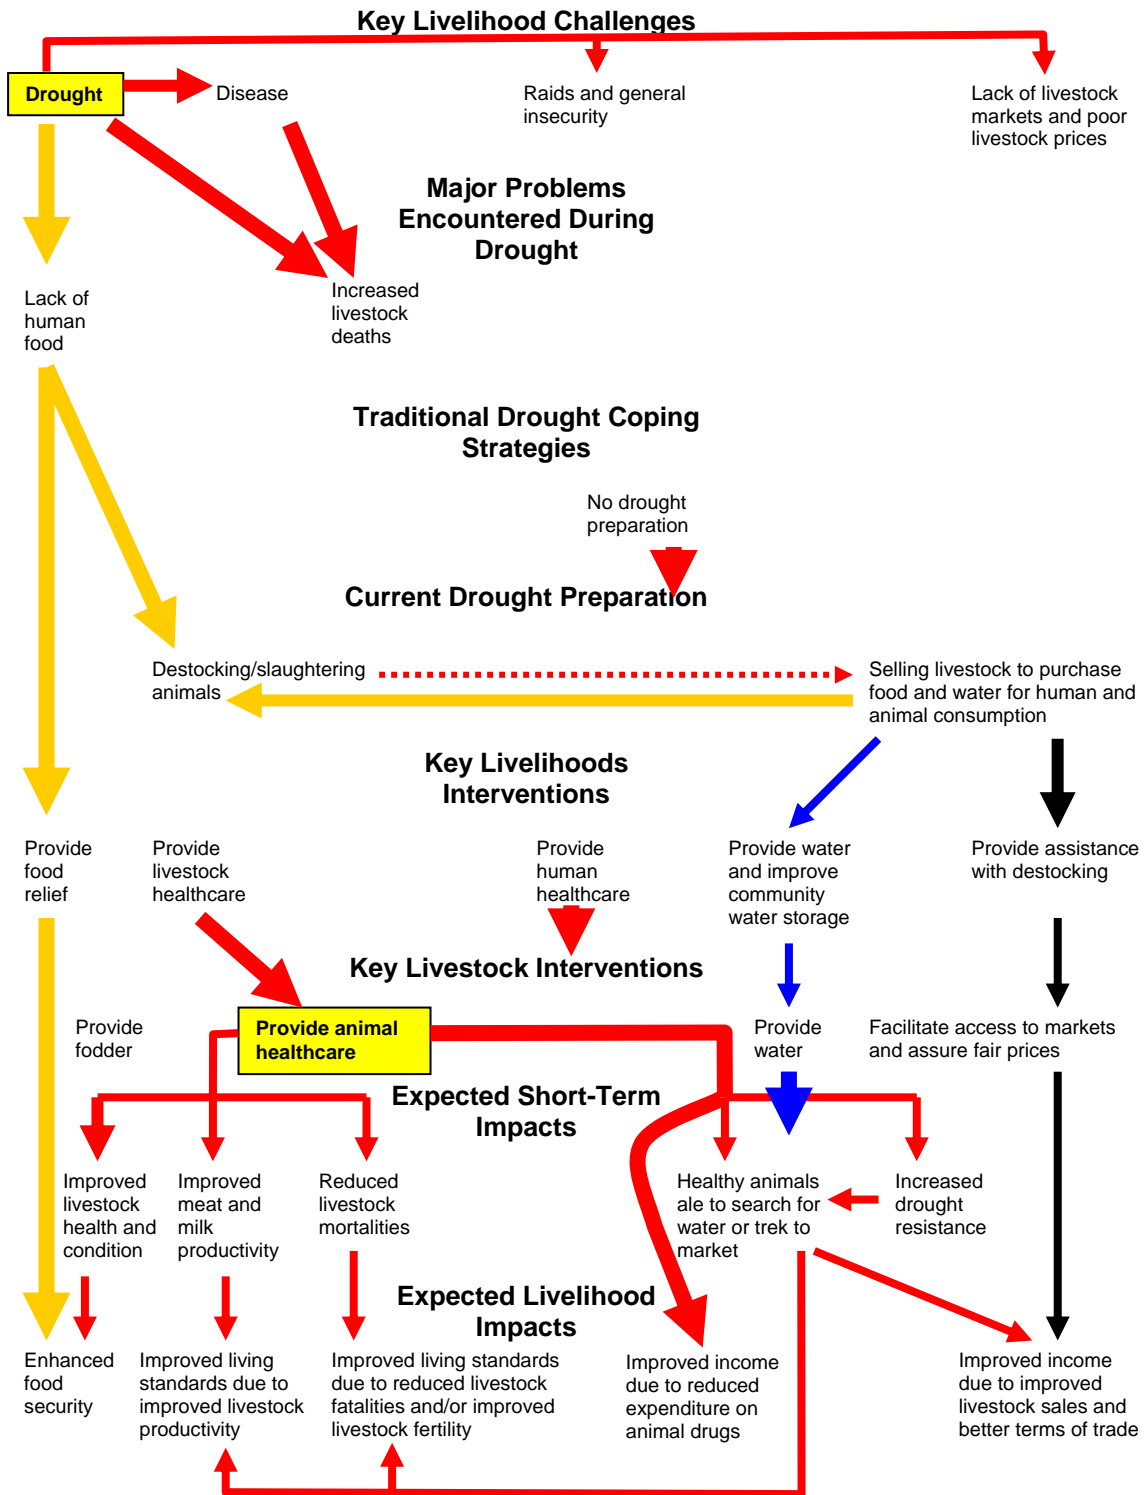 Key Livelihood Challenges
Drought
Disease
Raids and general
insecurity
Lack of livestock
markets and poor
livestock prices
Major Problems
Encountered During
Drought
Lack of
human
food
Increased
livestock
deaths
Traditional Drought Coping
Strategies
No drought
preparation
Current Drought Preparation
Destocking/slaughtering
animals
Selling livestock to purchase
food and water for human and
animal consumption
Key Livelihoods
Interventions
Provide
food
relief
Provide
livestock
healthcare
Provide
human
healthcare
Provide water
and improve
community
water storage
Provide assistance
with destocking
Key Livestock Interventions
Provide
fodder
Provide animal
healthcare
Provide
water
Facilitate access to markets
and assure fair prices
Expected Short-Term
Impacts
Improved
livestock
health and
condition
Improved
meat and
milk
productivity
Reduced
livestock
mortalities
Healthy animals
ale to search for
water or trek to
market
Increased
drought
resistance
Expected Livelihood
Impacts
Enhanced
food
security
Improved living
standards due to
improved livestock
productivity
Improved living standards
due to reduced livestock
fatalities and/or improved
livestock fertility
Improved income
due to reduced
expenditure on
animal drugs
Improved income
due to improved
livestock sales and
better terms of trade